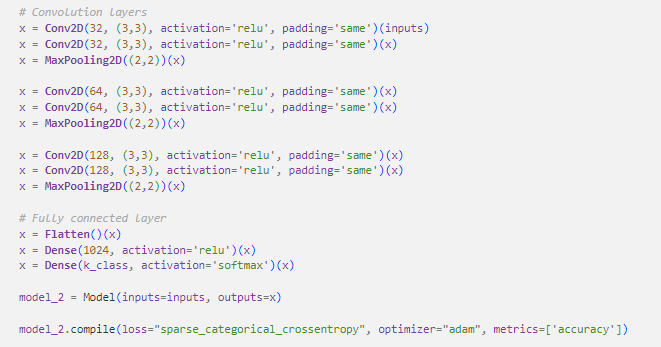 # Convolution layers
x = Conv2D(32, (3,3), activation='relu', padding='same')(inputs)
x = Conv2D(32, (3,3), activation='relu', padding='same')(x)
x = MaxPooling2D((2,2))(x)
x = Conv2D(64, (3,3), activation='relu', padding='same')(x)
x = Conv2D(64, (3,3), activation='relu', padding='same')(x)
x = MaxPooling2D((2,2))(x)
x = Conv2D(128, (3,3), activation='relu', padding='same')(x)
x = Conv2D(128, (3,3), activation='relu', padding='same')(x)
x = MaxPooling2D((2,2))(x)
# Fully connected layer
x = Flatten()(x)
x = Dense(1024, activation='relu')(x)
x = Dense(k_class, activation='softmax')(x)
model_2 = Model(inputs=inputs, outputs=x)
model_2.compile(loss="sparse_categorical_crossentropy", optimizer="adam", metrics=['accuracy'])